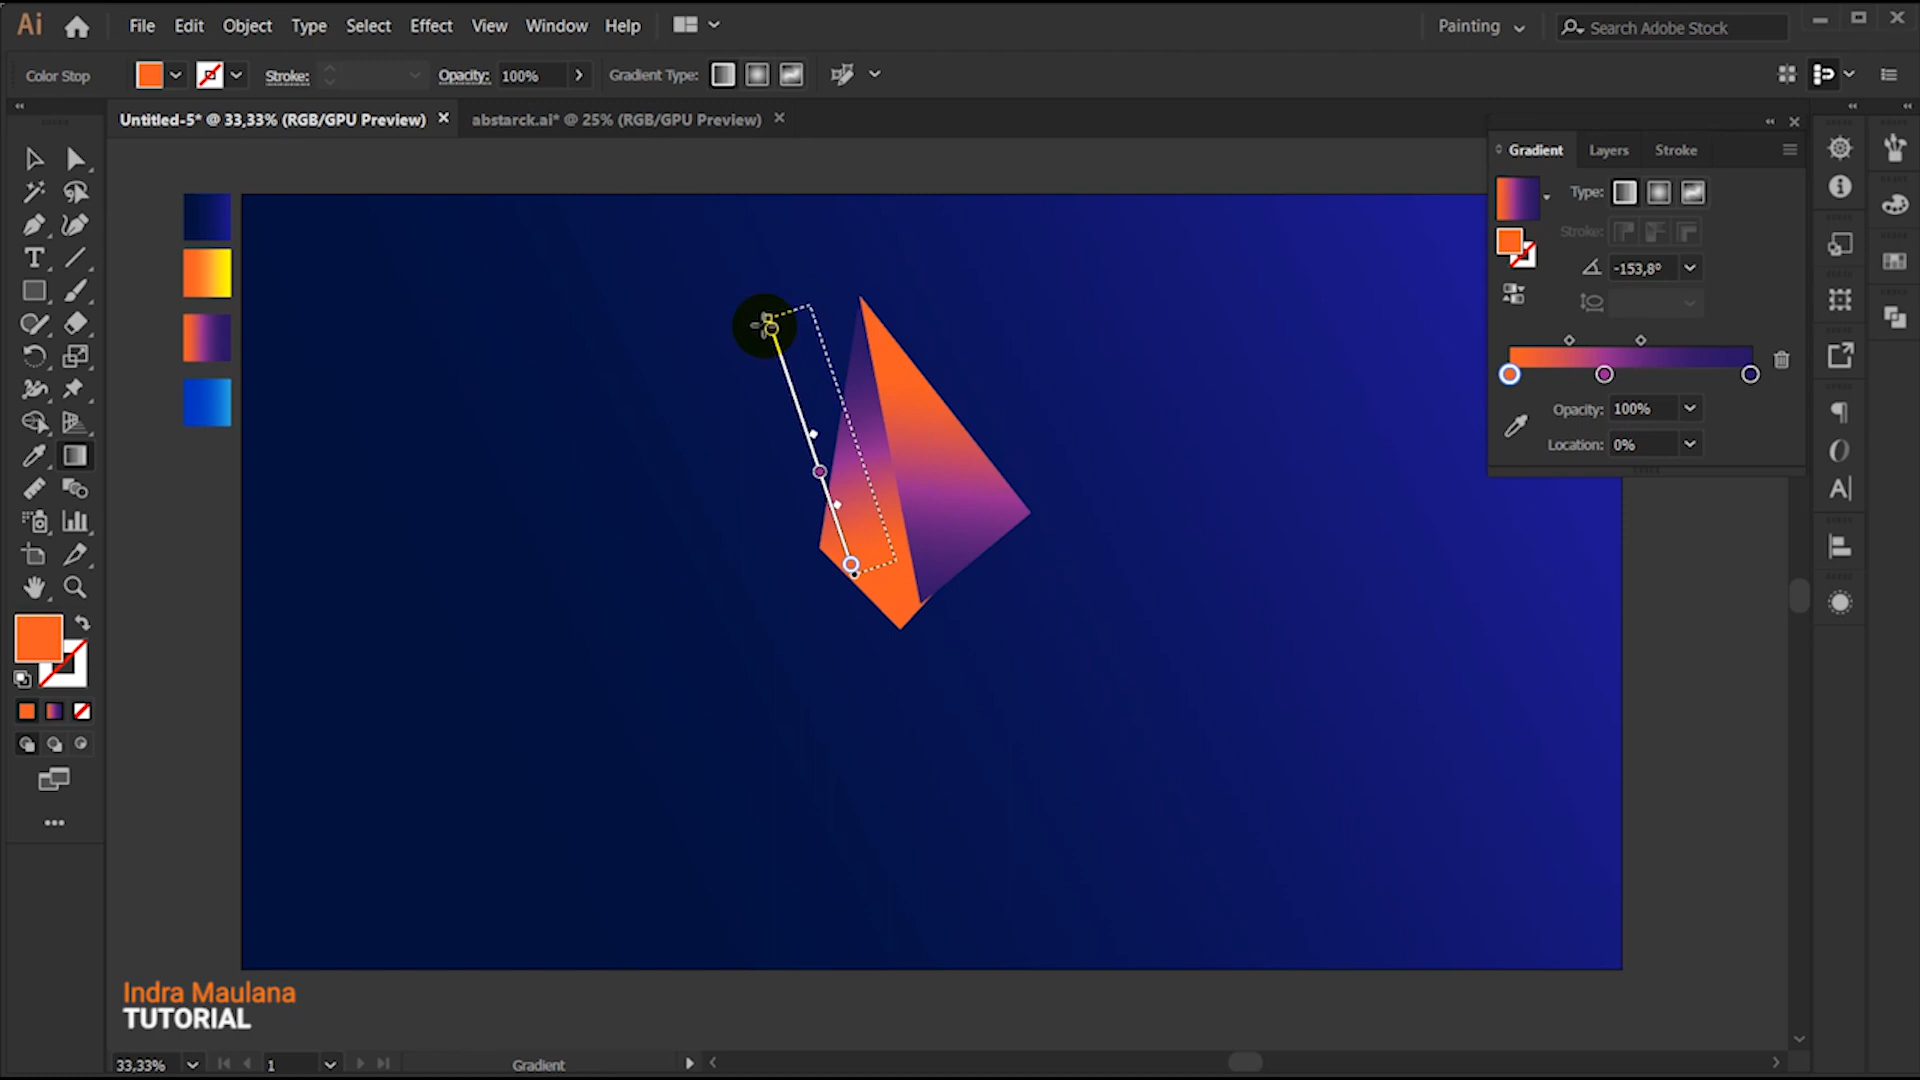 Ai File Edit Object Type Select Effect View Window Help Painting Search Adobe Stock
Color Stop Stroke: Opacity: 100% Gradient Type:
Untitled-5* @ 33,33% (RGB/GPU Preview) abstarck.ai* @ 25% (RGB/GPU Preview)
Gradient Layers Stroke
Type:
Stroke:
-153,8°
Opacity: 100%
Location: 0%
Indra Maulana
TUTORIAL
33,33% 1 Gradient